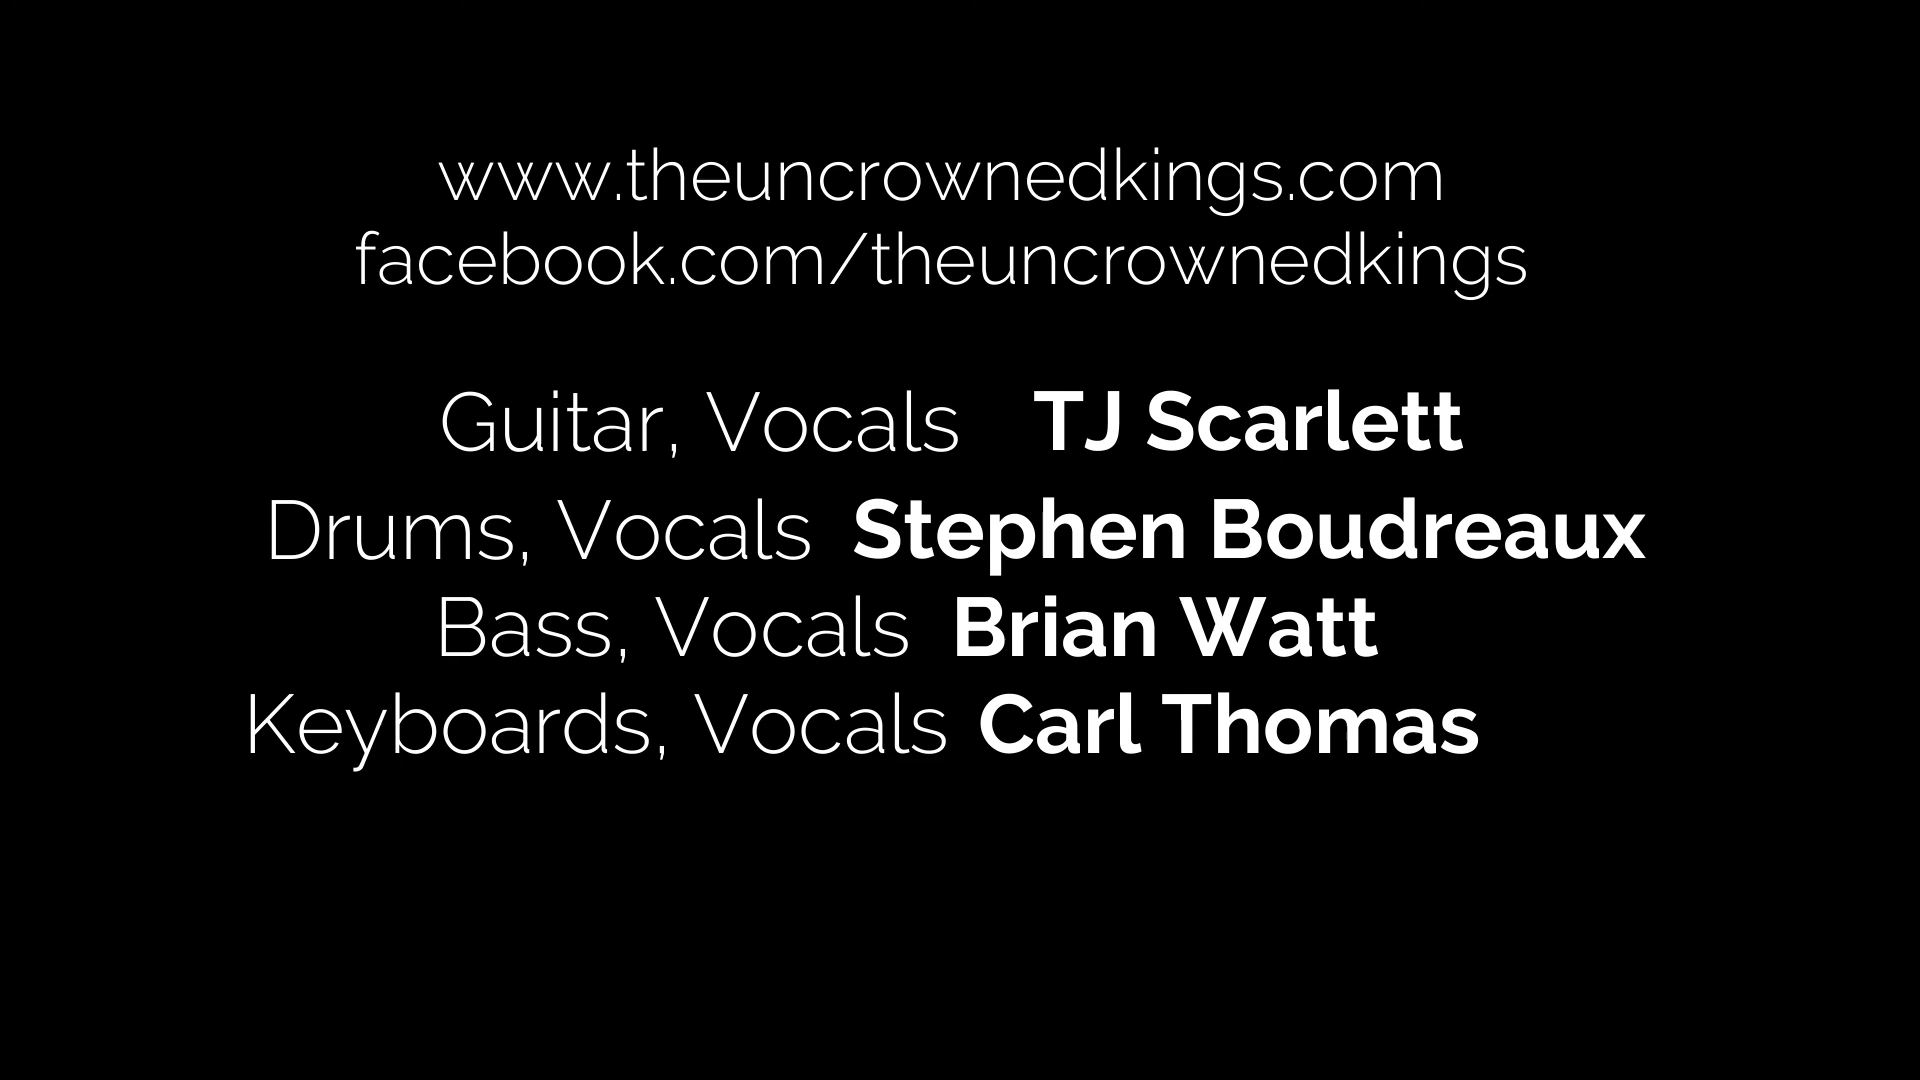 www.theuncrownedkings.com
facebook.com/theuncrownedkings
Guitar, Vocals TJ Scarlett
Drums, Vocals Stephen Boudreaux
Bass, Vocals Brian Watt
Keyboards, Vocals Carl Thomas